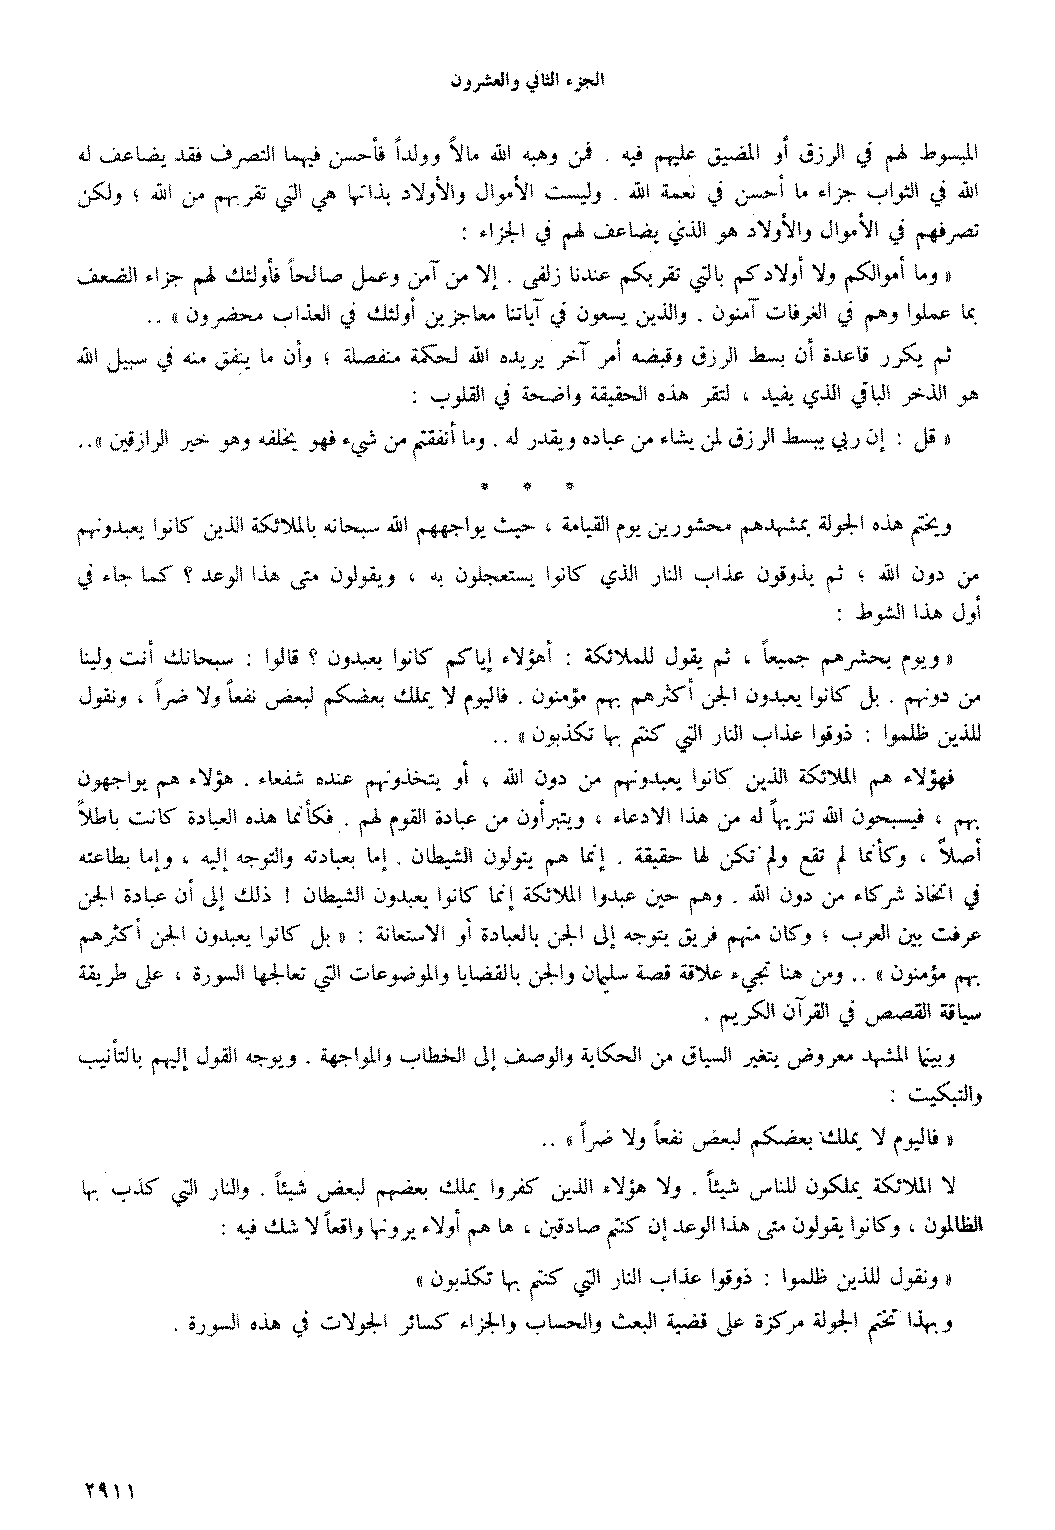 الجزء الثاني والعشرون
المبسوط لهم في الرزق أو المضيق عليهم فيه . فمن وهبه الله مالاً وولداً فأحسن فيهما التصرف فقد يضاعف له
الله في الثواب جزاء ما أحسن في نعمة الله . وليست الأموال والأولاد بذاتها هي التي تقربهم من الله ؛ ولكن
تصرفهم في الأموال والأولاد هو الذي يضاعف لهم في الجزاء :
« وما أموالكم ولا أولادكم بالتي تقربكم عندنا زلفى . إلا من آمن وعمل صالحاً فأولئك لهم جزاء الضعف
بما عملوا وهم في الغرفات آمنون . والذين يسعون في آياتنا معاجزين أولئك في العذاب محضرون » ..
ثم يكرر قاعدة أن بسط الرزق وقبضه أمر آخر يريده الله لحكمة منفصلة ؛ وأن ما ينفق منه في سبيل الله
هو الذخر الباقي الذي يفيد ، لتقر هذه الحقيقة واضحة في القلوب :
« قل : إن ربي يبسط الرزق لمن يشاء من عباده ويقدر له . وما أنفقتم من شيء فهو يخلفه وهو خير الرازقين »..
* * *
ويختم هذه الجولة بمشهدهم محشورين يوم القيامة ، حيث يواجههم الله سبحانه بالملائكة الذين كانوا يعبدونهم
من دون الله ؛ ثم يذوقون عذاب النار الذي كانوا يستعجلون به ، ويقولون متى هذا الوعد ؟ كما جاء في
أول هذا الشوط :
« ويوم يحشرهم جميعاً ، ثم يقول للملائكة : أهؤلاء إياكم كانوا يعبدون ؟ قالوا : سبحانك أنت ولينا
من دونهم . بل كانوا يعبدون الجن أكثرهم بهم مؤمنون . فاليوم لا يملك بعضكم لبعض نفعاً ولا ضراً ، ونقول
للذين ظلموا : ذوقوا عذاب النار التي كنتم بها تكذبون » ..
فهؤلاء هم الملائكة الذين كانوا يعبدونهم من دون الله ، أو يتخذونهم عنده شفعاء . هؤلاء هم يواجهون
بهم ، فيسبحون الله تنزيهاً له من هذا الادعاء ، ويتبرأون من عبادة القوم لهم . فكأنما هذه العبادة كانت باطلاً
أصلاً ، وكأنما لم تقع ولم تكن لها حقيقة . إنما هم يتولون الشيطان . إما بعبادته والتوجه إليه ، وإما بطاعته
في اتخاذ شركاء من دون الله . وهم حين عبدوا الملائكة إنما كانوا يعبدون الشيطان ! ذلك إلى أن عبادة الجن
عرفت بين العرب ؛ وكان منهم فريق يتوجه إلى الجن بالعبادة أو الاستعانة : « بل كانوا يعبدون الجن أكثرهم
بهم مؤمنون » .. ومن هنا تجيء علاقة قصة سليمان والجن بالقضايا والموضوعات التي تعالجها السورة ، على طريقة
سياقة القصص في القرآن الكريم .
وبينما المشهد معروض يتغير السياق من الحكاية والوصف إلى الخطاب والمواجهة . ويوجه القول إليهم بالتأنيب
والتبكيت :
« فاليوم لا يملك بعضكم لبعض نفعاً ولا ضراً » ..
لا الملائكة يملكون للناس شيئاً . ولا هؤلاء الذين كفروا يملك بعضهم لبعض شيئاً . والنار التي كذب بها
الظالمون ، وكانوا يقولون متى هذا الوعد إن كنتم صادقين ، ها هم أولاء يرونها واقعاً لا شك فيه :
« ونقول للذين ظلموا : ذوقوا عذاب النار التي كنتم بها تكذبون »
وبهذا تختم الجولة مركزة على قضية البعث والحساب والجزاء كسائر الجولات في هذه السورة .
٢٩١١